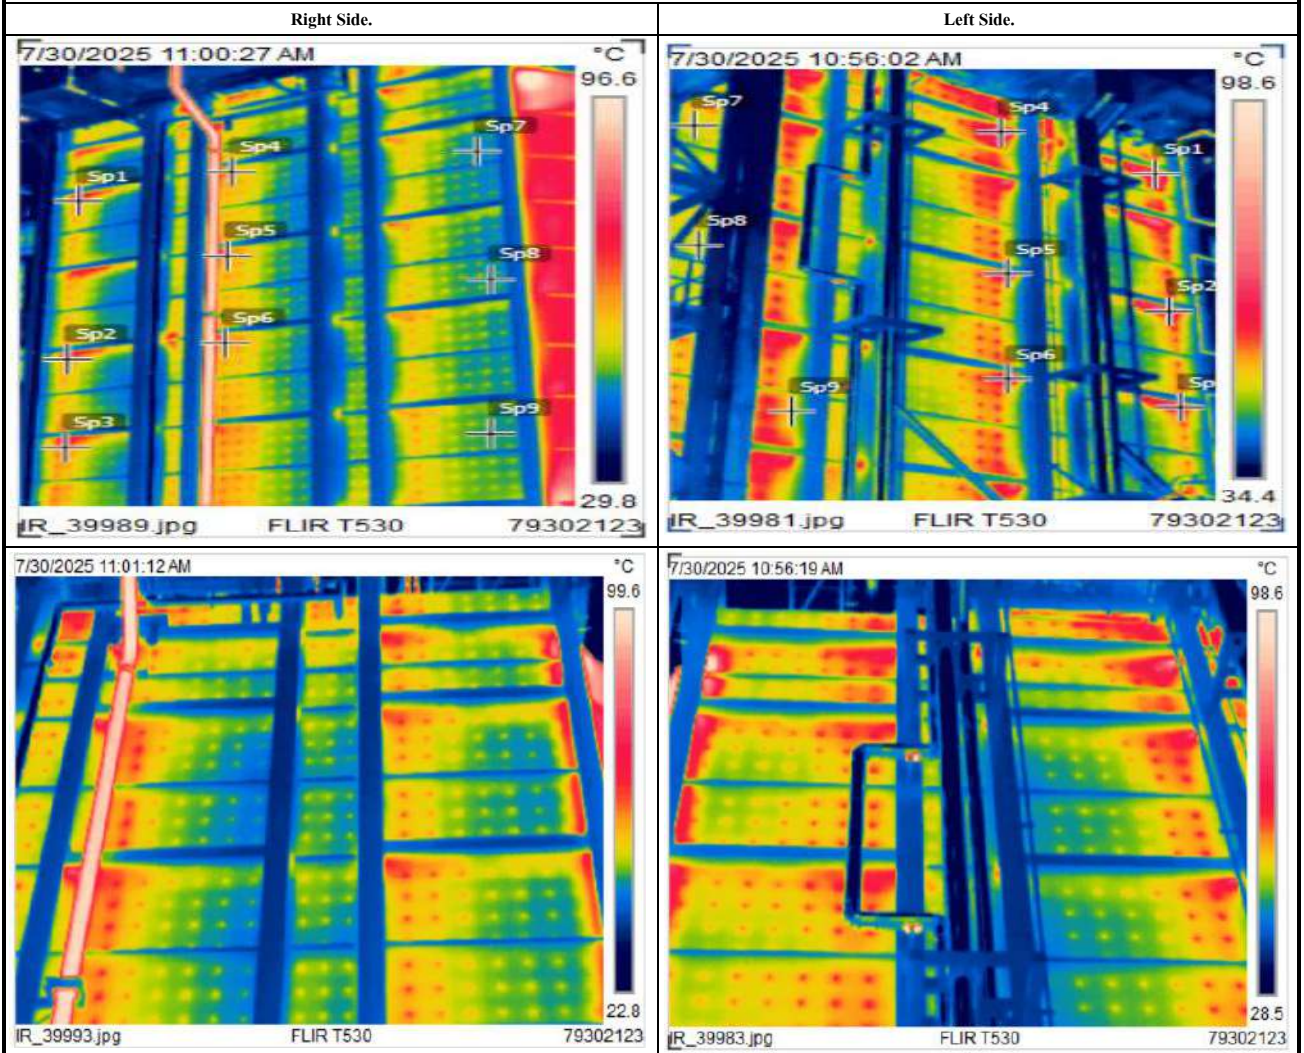 Right Side.
Left Side.
7/30/2025 11:00:27 AM °C
96.6
Sp7
Sp4
Sp1
Sp5
Sp8
Sp6
Sp2
Sp9
Sp3
29.8
IR_39989.jpg FLIR T530 79302123
7/30/2025 10:56:02 AM °C
98.6
Sp7
Sp4
Sp1
Sp8
Sp5
Sp2
Sp6
Sp9
Sp
34.4
IR_39981.jpg FLIR T530 79302123
7/30/2025 11:01:12 AM °C
99.6
22.8
IR_39993.jpg FLIR T530 79302123
7/30/2025 10:56:19 AM °C
98.6
28.5
IR_39983.jpg FLIR T530 79302123